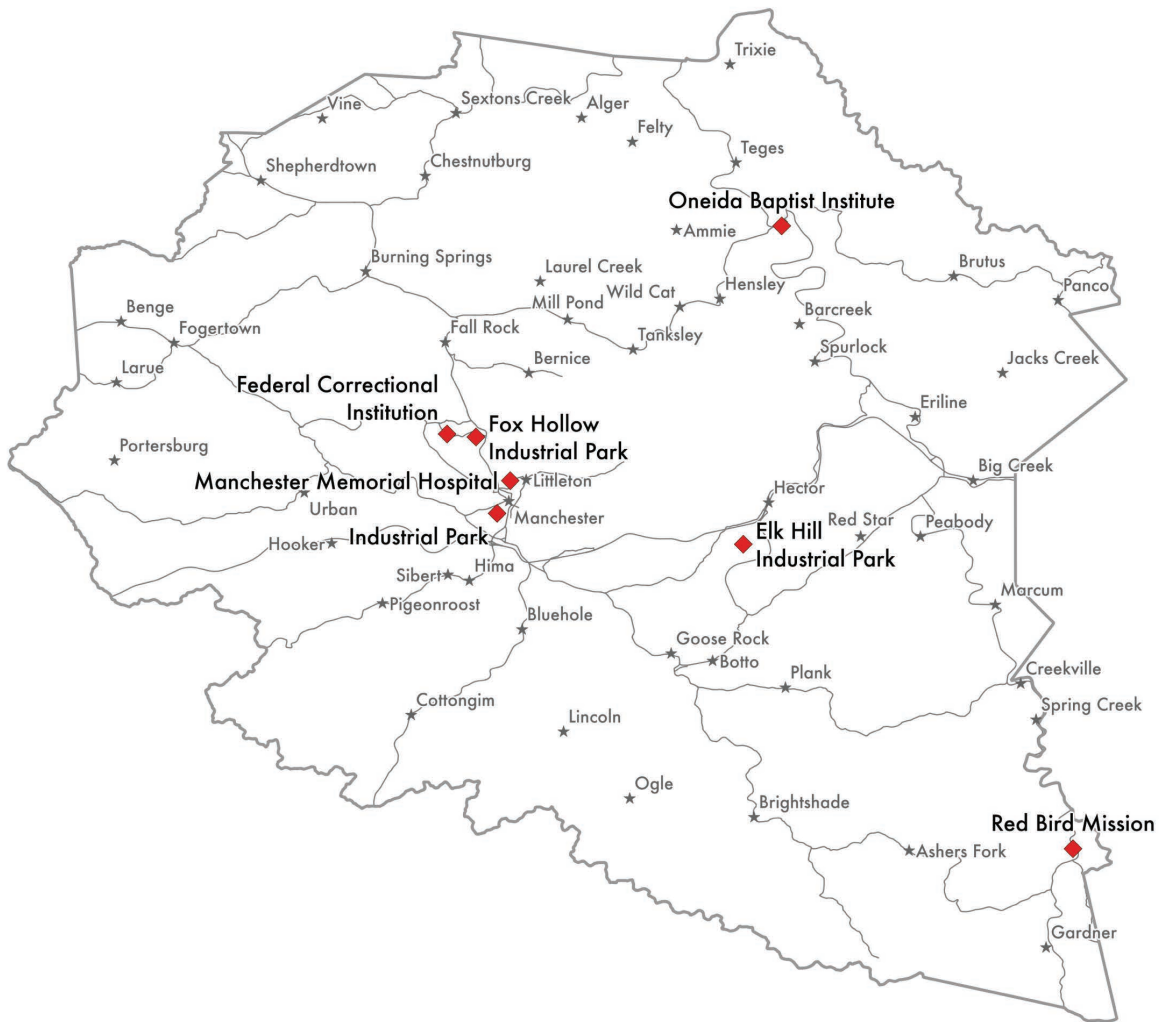 Trixie
Vine
Sextons Creek
Alger
Felty
Teges
Shepherdtown
Chestnutburg
Oneida Baptist Institute
Ammie
Burning Springs
Laurel Creek
Brutus
Panco
Hensley
Wild Cat
Mill Pond
Benge
Barcreek
Fogertown
Fall Rock
Tanksley
Spurlock
Larue
Bernice
Jacks Creek
Federal Correctional
Institution
Eriline
Fox Hollow
Industrial Park
Portersburg
Big Creek
Manchester Memorial Hospital
Littleton
Hector
Urban
Manchester
Red Star
Peabody
Elk Hill
Industrial Park
Industrial Park
Hooker
Sibert
Hima
Marcum
Pigeonroost
Bluehole
Goose Rock
Botto
Plank
Creekville
Cottongim
Spring Creek
Lincoln
Ogle
Brightshade
Red Bird Mission
Ashers Fork
Gardner